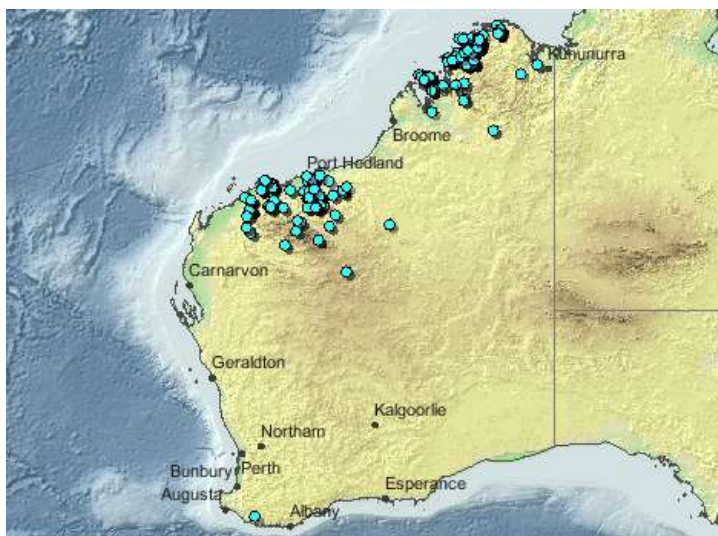 Kununurra
Broome
Port Hedland
Carnarvon
Geraldton
Kalgoorlie
Northam
Bunbury
Perth
Augusta
Esperance
Albany